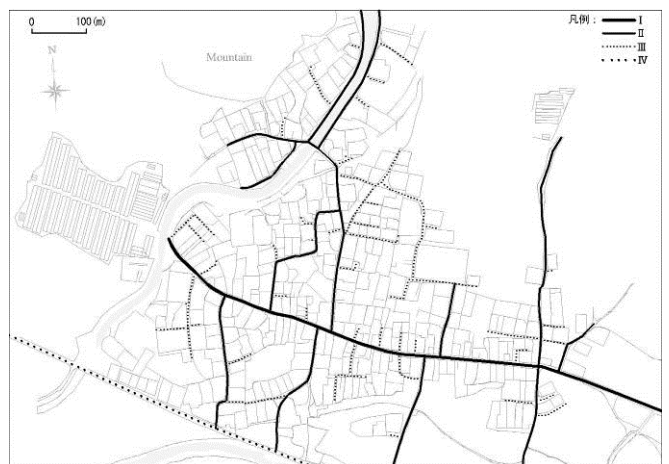 0 100 (m)
N
Mountain
凡例：
I
II
III
IV